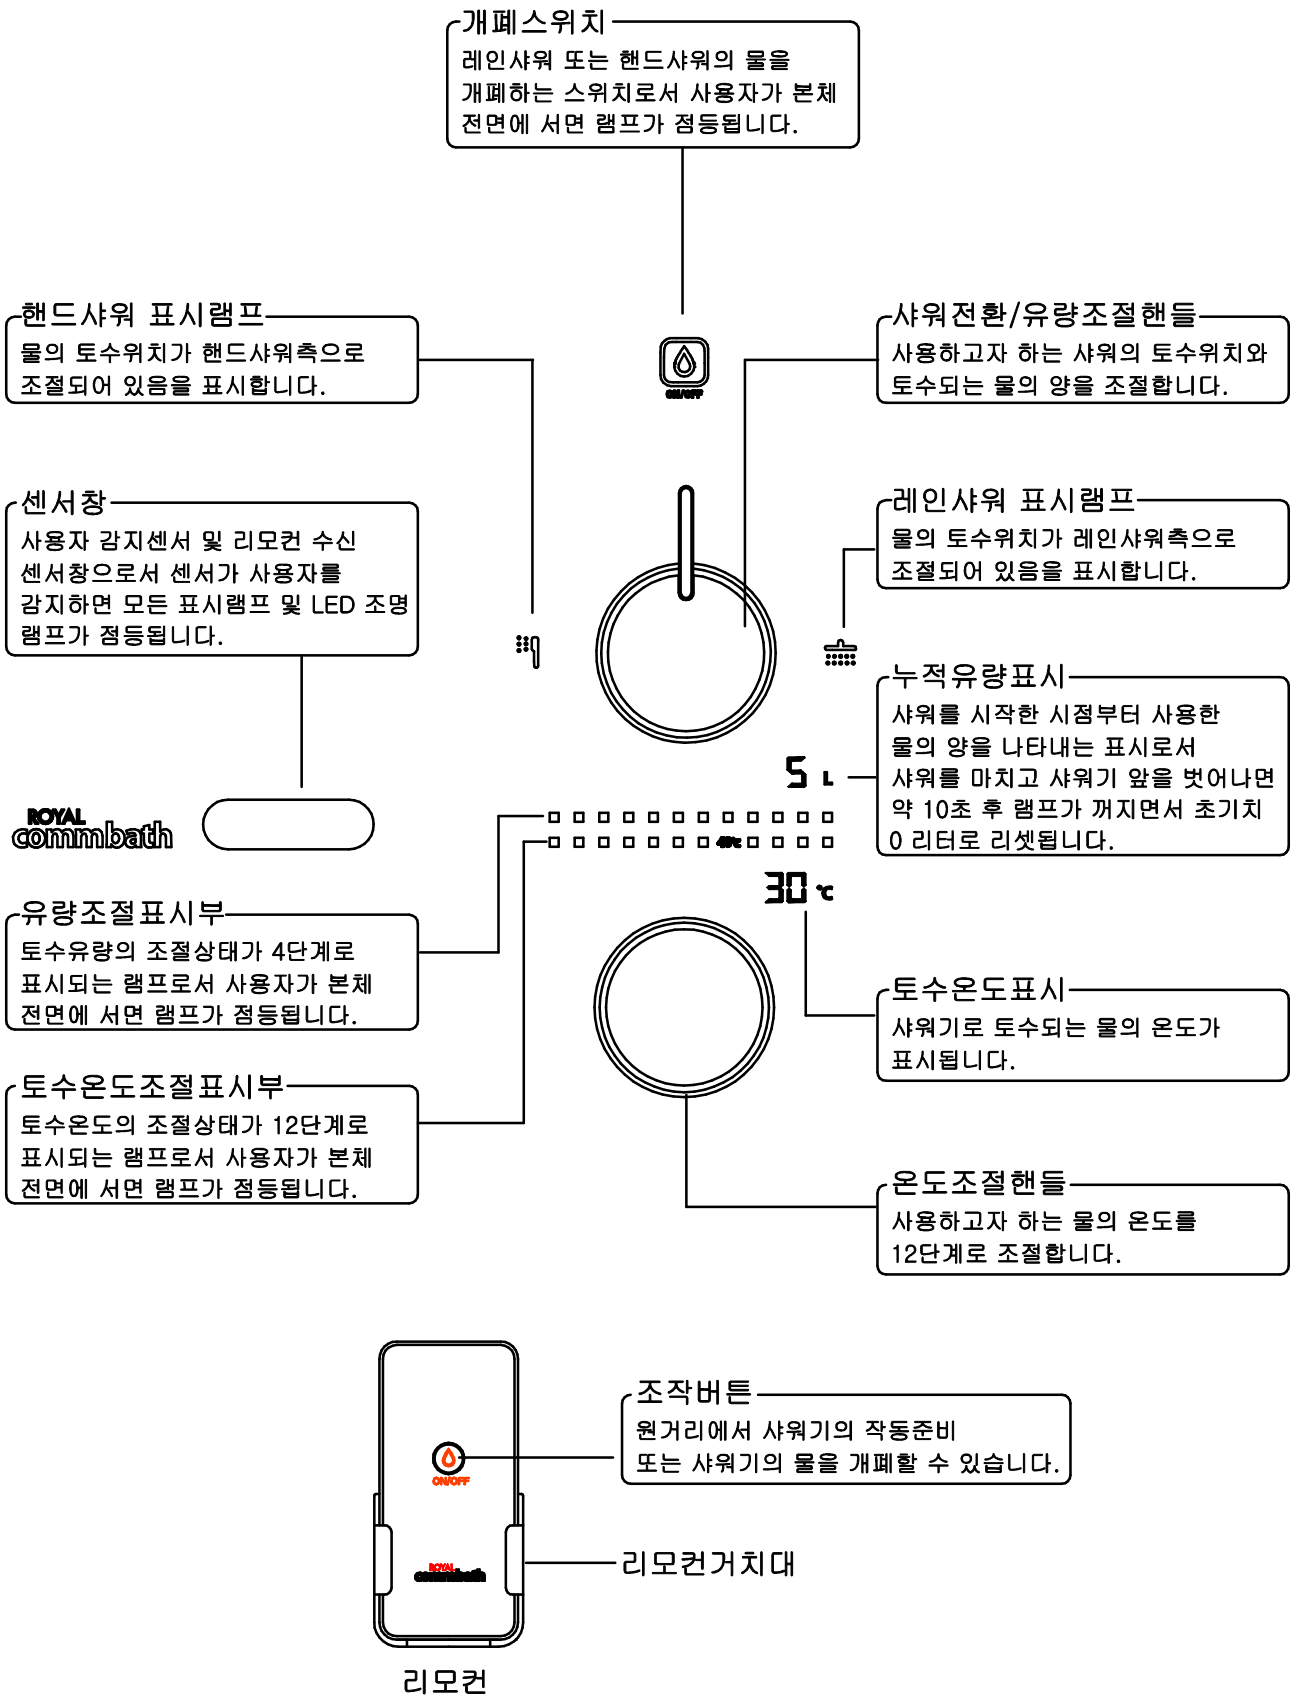 개폐스위치
레인샤워 또는 핸드샤워의 물을
개폐하는 스위치로서 사용자가 본체
전면에 서면 램프가 점등됩니다.
핸드샤워 표시램프
물의 토수위치가 핸드샤워측으로
조절되어 있음을 표시합니다.
ON/OFF
샤워전환/유량조절핸들
사용하고자 하는 샤워의 토수위치와
토수되는 물의 양을 조절합니다.
센서창
사용자 감지센서 및 리모컨 수신
센서창으로서 센서가 사용자를
감지하면 모든 표시램프 및 LED 조명
램프가 점등됩니다.
레인샤워 표시램프
물의 토수위치가 레인샤워측으로
조절되어 있음을 표시합니다.
누적유량표시
샤워를 시작한 시점부터 사용한
물의 양을 나타내는 표시로서
샤워를 마치고 샤워기 앞을 벗어나면
약 10초 후 램프가 꺼지면서 초기치
0 리터로 리셋됩니다.
5 L
ROYAL
commbath
30 °C
유량조절표시부
토수유량의 조절상태가 4단계로
표시되는 램프로서 사용자가 본체
전면에 서면 램프가 점등됩니다.
토수온도표시
샤워기로 토수되는 물의 온도가
표시됩니다.
토수온도조절표시부
토수온도의 조절상태가 12단계로
표시되는 램프로서 사용자가 본체
전면에 서면 램프가 점등됩니다.
온도조절핸들
사용하고자 하는 물의 온도를
12단계로 조절합니다.
조작버튼
원거리에서 샤워기의 작동준비
또는 샤워기의 물을 개폐할 수 있습니다.
ON/OFF
ROYAL
commbath
리모컨거치대
리모컨